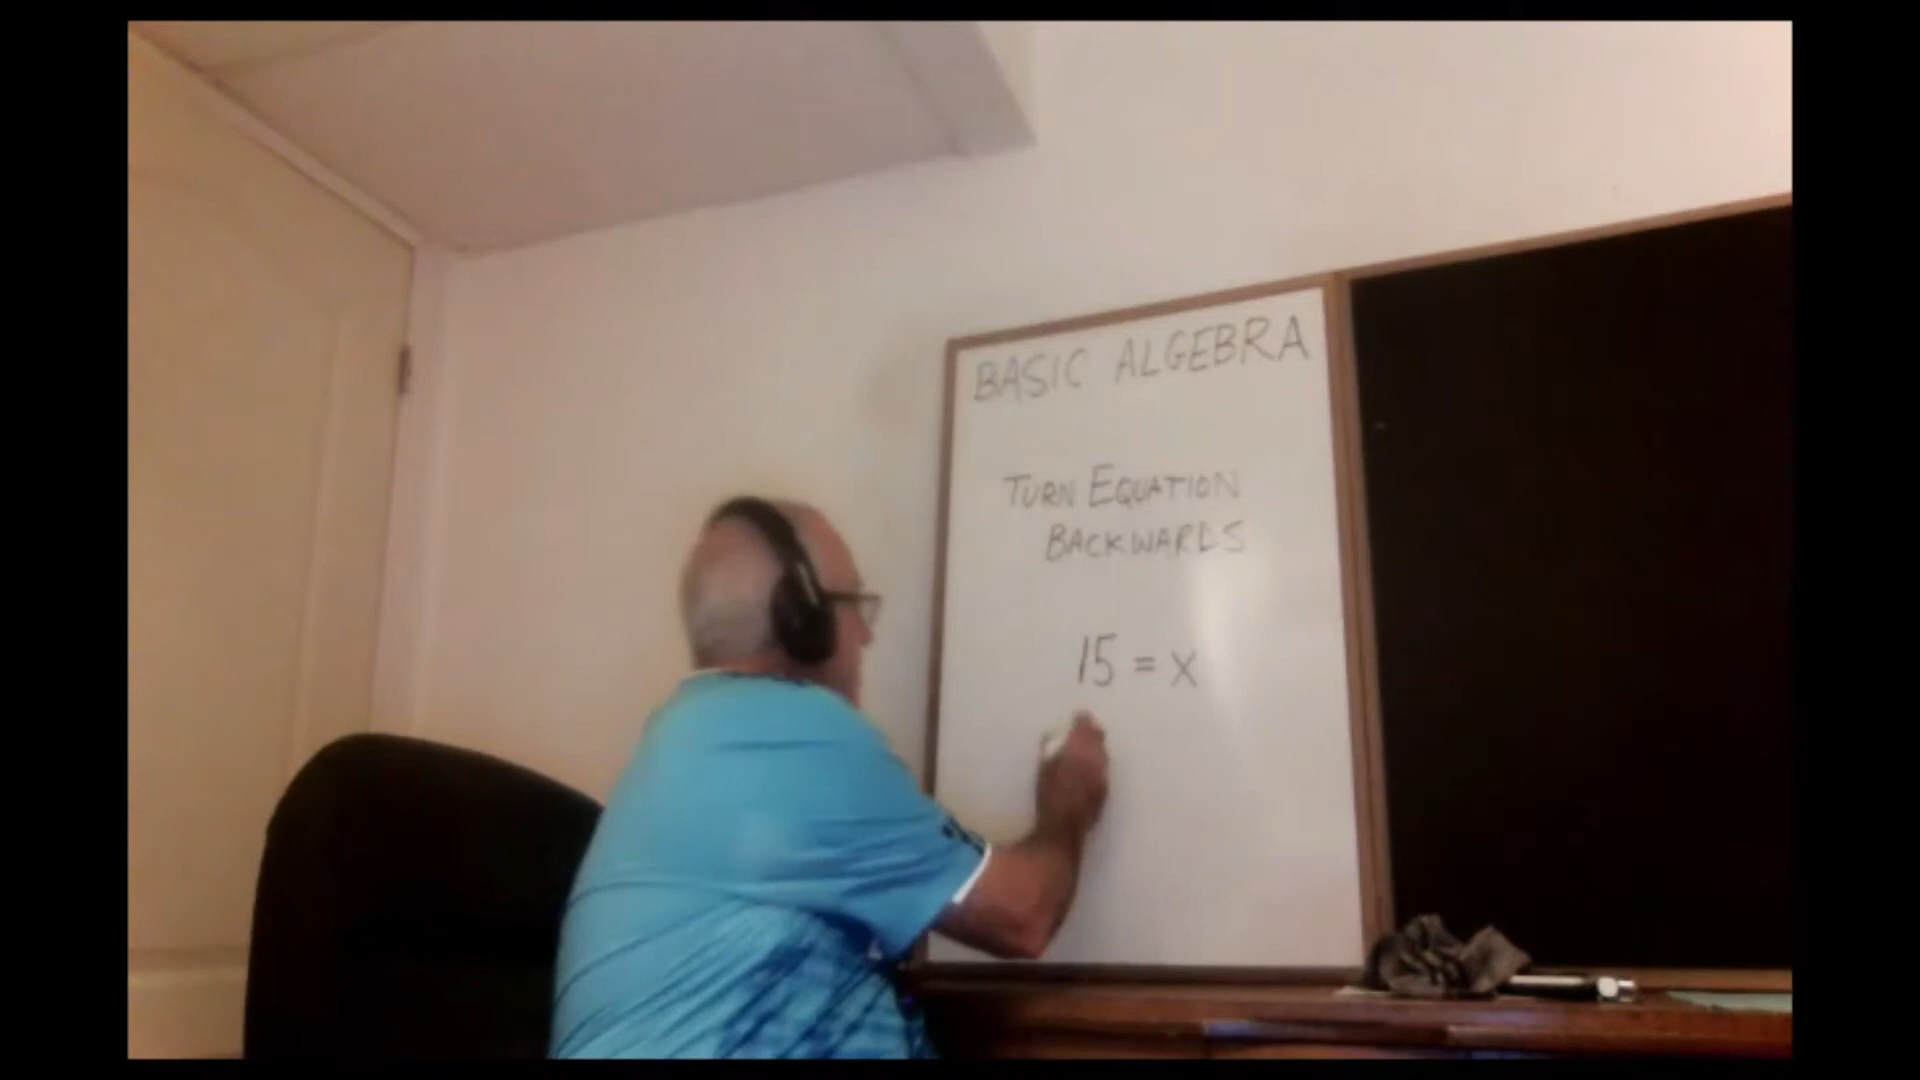 BASIC ALGEBRA
TURN EQUATION
BACKWARDS
15 = x